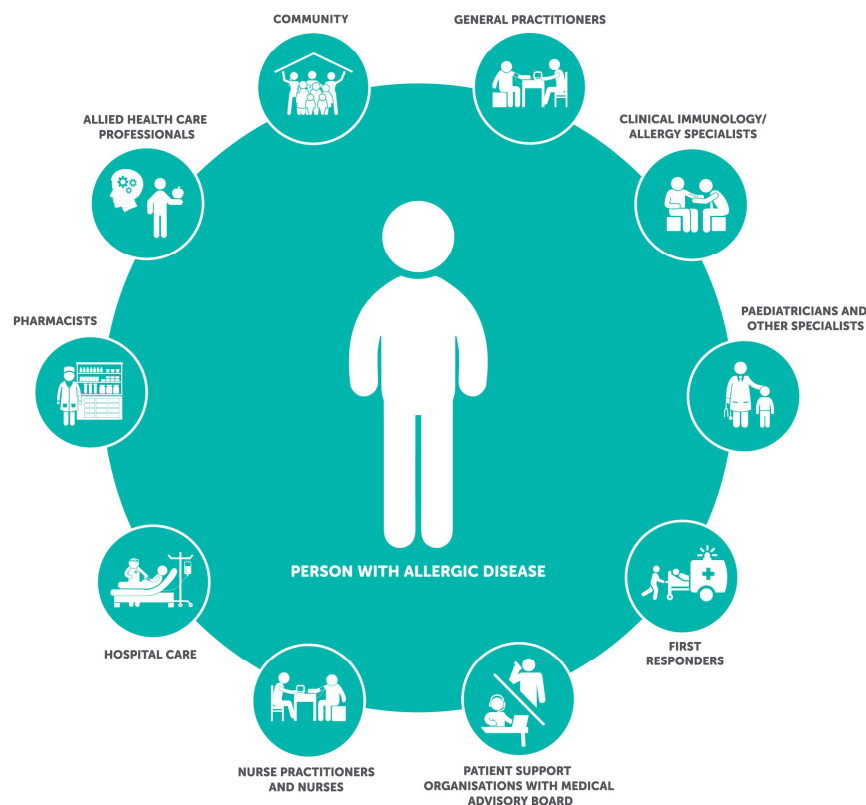 COMMUNITY
GENERAL PRACTITIONERS
ALLIED HEALTH CARE
PROFESSIONALS
CLINICAL IMMUNOLOGY/
ALLERGY SPECIALISTS
PHARMACISTS
PAEDIATRICIANS AND
OTHER SPECIALISTS
PERSON WITH ALLERGIC DISEASE
HOSPITAL CARE
FIRST
RESPONDERS
NURSE PRACTITIONERS
AND NURSES
PATIENT SUPPORT
ORGANISATIONS WITH MEDICAL
ADVISORY BOARD